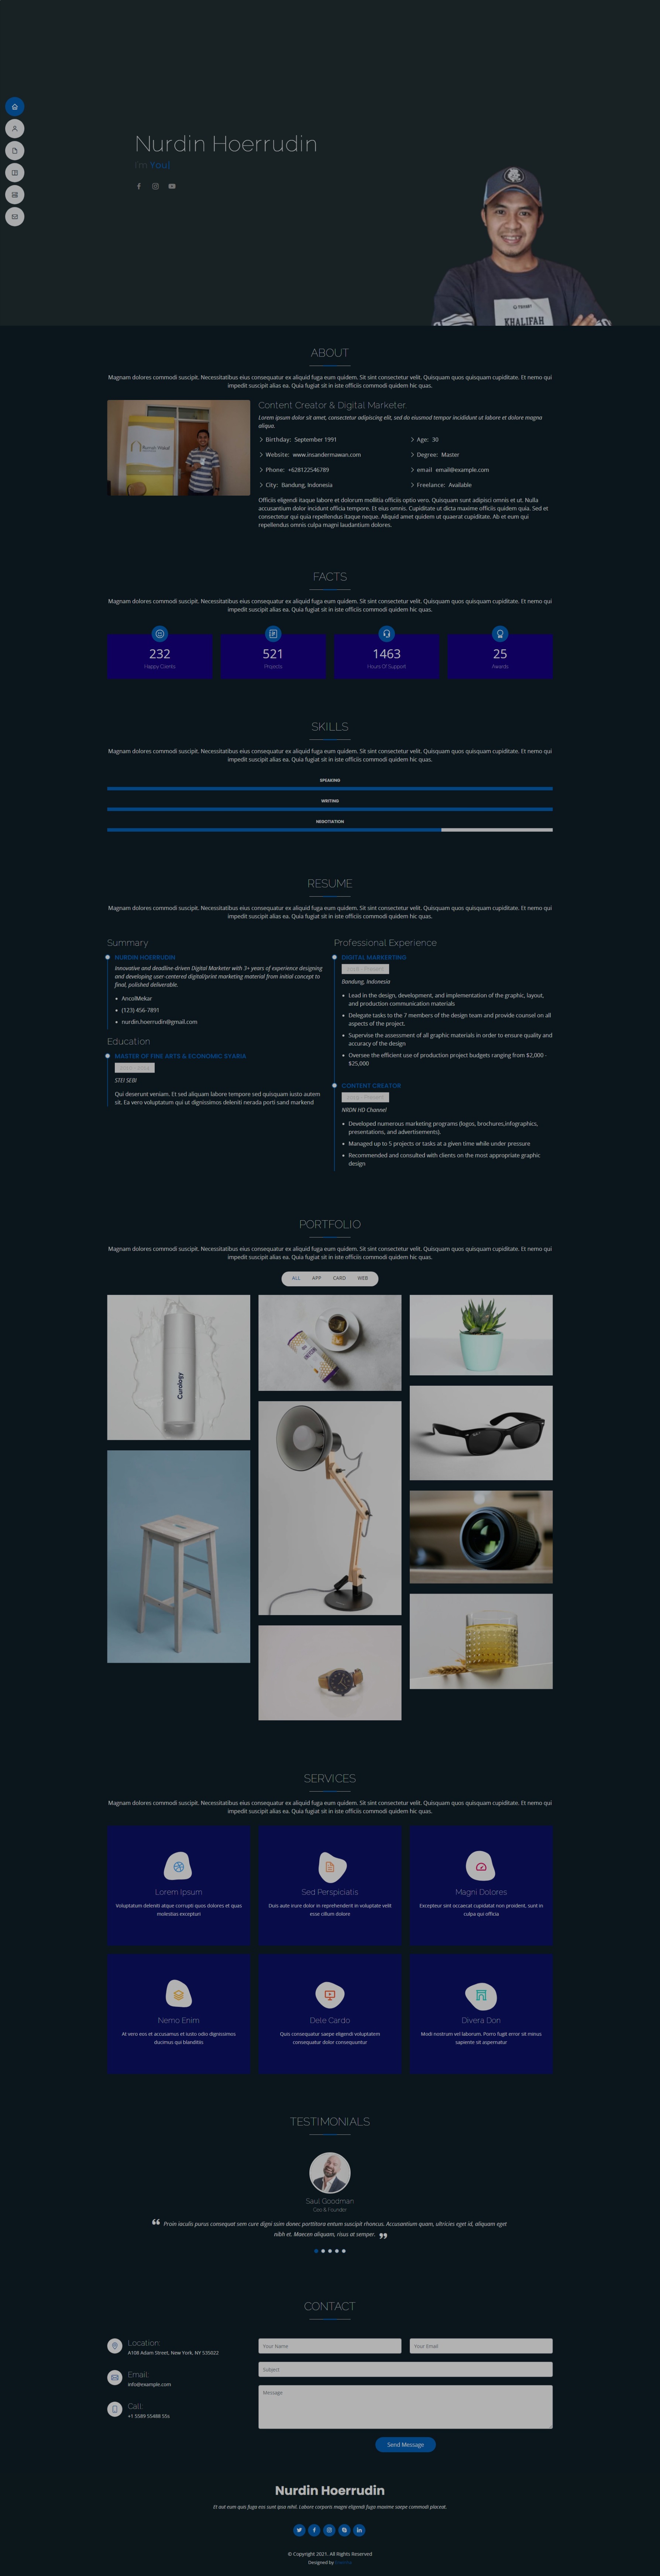 Nurdin Hoerrudin
I'm You|
KHALIFAH
ABOUT
Magnam dolores commodi suscipit. Necessitatibus eius consequatur ex aliquid fuga eum quidem. Sit sint consectetur velit. Quisquam quos quisquam cupiditate. Et nemo qui
impedit suscipit alias ea. Quia fugiat sit in iste officiis commodi quidem hic quas.
Content Creator & Digital Marketer
Lorem ipsum dolor sit amet, consectetur adipiscing elit, sed do eiusmod tempor incididunt ut labore et dolore magna
aliqua.
Birthday: September 1991
Age: 30
Website: www.insandermawan.com
Degree: Master
Phone: +628122546789
email email@example.com
City: Bandung, Indonesia
Freelance: Available
Officiis eligendi itaque labore et dolorum mollitia officiis optio vero. Quisquam sunt adipisci omnis et ut. Nulla
accusantium dolor incidunt officia tempore. Et eius omnis. Cupiditate ut dicta maxime officiis quidem quia. Sed et
consectetur qui quia repellendus itaque neque. Aliquid amet quidem ut quaerat cupiditate. Ab et eum qui
repellendus omnis culpa magni laudantium dolores.
FACTS
Magnam dolores commodi suscipit. Necessitatibus eius consequatur ex aliquid fuga eum quidem. Sit sint consectetur velit. Quisquam quos quisquam cupiditate. Et nemo qui
impedit suscipit alias ea. Quia fugiat sit in iste officiis commodi quidem hic quas.
232
Happy Clients
521
Projects
1463
Hours Of Support
25
Awards
SKILLS
Magnam dolores commodi suscipit. Necessitatibus eius consequatur ex aliquid fuga eum quidem. Sit sint consectetur velit. Quisquam quos quisquam cupiditate. Et nemo qui
impedit suscipit alias ea. Quia fugiat sit in iste officiis commodi quidem hic quas.
SPEAKING
WRITING
NEGOTIATION
RESUME
Magnam dolores commodi suscipit. Necessitatibus eius consequatur ex aliquid fuga eum quidem. Sit sint consectetur velit. Quisquam quos quisquam cupiditate. Et nemo qui
impedit suscipit alias ea. Quia fugiat sit in iste officiis commodi quidem hic quas.
Summary
NURDIN HOERRUDIN
Innovative and deadline-driven Digital Marketer with 3+ years of experience designing
and developing user-centered digital/print marketing material from initial concept to
final, polished deliverable.
AncolMekar
(123) 456-7891
nurdin.hoerrudin@gmail.com
Education
MASTER OF FINE ARTS & ECONOMIC SYARIA
STEI SEBI
Qui deserunt veniam. Et sed aliquam labore tempore sed quisquam iusto autem
sit. Ea vero voluptatum qui ut dignissimos deleniti nerada porti sand markend
Professional Experience
DIGITAL MARKERTING
Bandung, Indonesia
Lead in the design, development, and implementation of the graphic, layout,
and production communication materials
Delegate tasks to the 7 members of the design team and provide counsel on all
aspects of the project.
Supervise the assessment of all graphic materials in order to ensure quality and
accuracy of the design
Oversee the efficient use of production project budgets ranging from $2,000 -
$25,000
CONTENT CREATOR
NRDN HD Channel
Developed numerous marketing programs (logos, brochures,infographics,
presentations, and advertisements).
Managed up to 5 projects or tasks at a given time while under pressure
Recommended and consulted with clients on the most appropriate graphic
design
PORTFOLIO
Magnam dolores commodi suscipit. Necessitatibus eius consequatur ex aliquid fuga eum quidem. Sit sint consectetur velit. Quisquam quos quisquam cupiditate. Et nemo qui
impedit suscipit alias ea. Quia fugiat sit in iste officiis commodi quidem hic quas.
ALL APP CARD WEB
Curology
SERVICES
Magnam dolores commodi suscipit. Necessitatibus eius consequatur ex aliquid fuga eum quidem. Sit sint consectetur velit. Quisquam quos quisquam cupiditate. Et nemo qui
impedit suscipit alias ea. Quia fugiat sit in iste officiis commodi quidem hic quas.
Lorem Ipsum
Voluptatum deleniti atque corrupti quos dolores et quas
molestias excepturi
Sed Perspiciatis
Duis aute irure dolor in reprehenderit in voluptate velit
esse cillum dolore
Magni Dolores
Excepteur sint occaecat cupidatat non proident, sunt in
culpa qui officia
Nemo Enim
At vero eos et accusamus et iusto odio dignissimos
ducimus qui blanditiis
Dele Cardo
Quis consequatur saepe eligendi voluptatem
consequatur dolor consequuntur
Divera Don
Modi nostrum vel laborum. Porro fugit error sit minus
sapiente sit aspernatur
TESTIMONIALS
Saul Goodman
Ceo & Founder
Proin iaculis purus consequat sem cure digni ssim donec porttitora entum suscipit rhoncus. Accusantium quam, ultricies eget id, aliquam eget
nibh et. Maecen aliquam, risus at semper.
CONTACT
Location:
A108 Adam Street, New York, NY 535022
Email:
info@example.com
Call:
+1 5589 55488 55s
Your Name
Your Email
Subject
Message
Send Message
Nurdin Hoerrudin
Et aut eum quis fuga eos sunt ipsa nihil. Labore corporis magni eligendi fuga maxime saepe commodi placeat.
© Copyright 2021. All Rights Reserved
Designed by